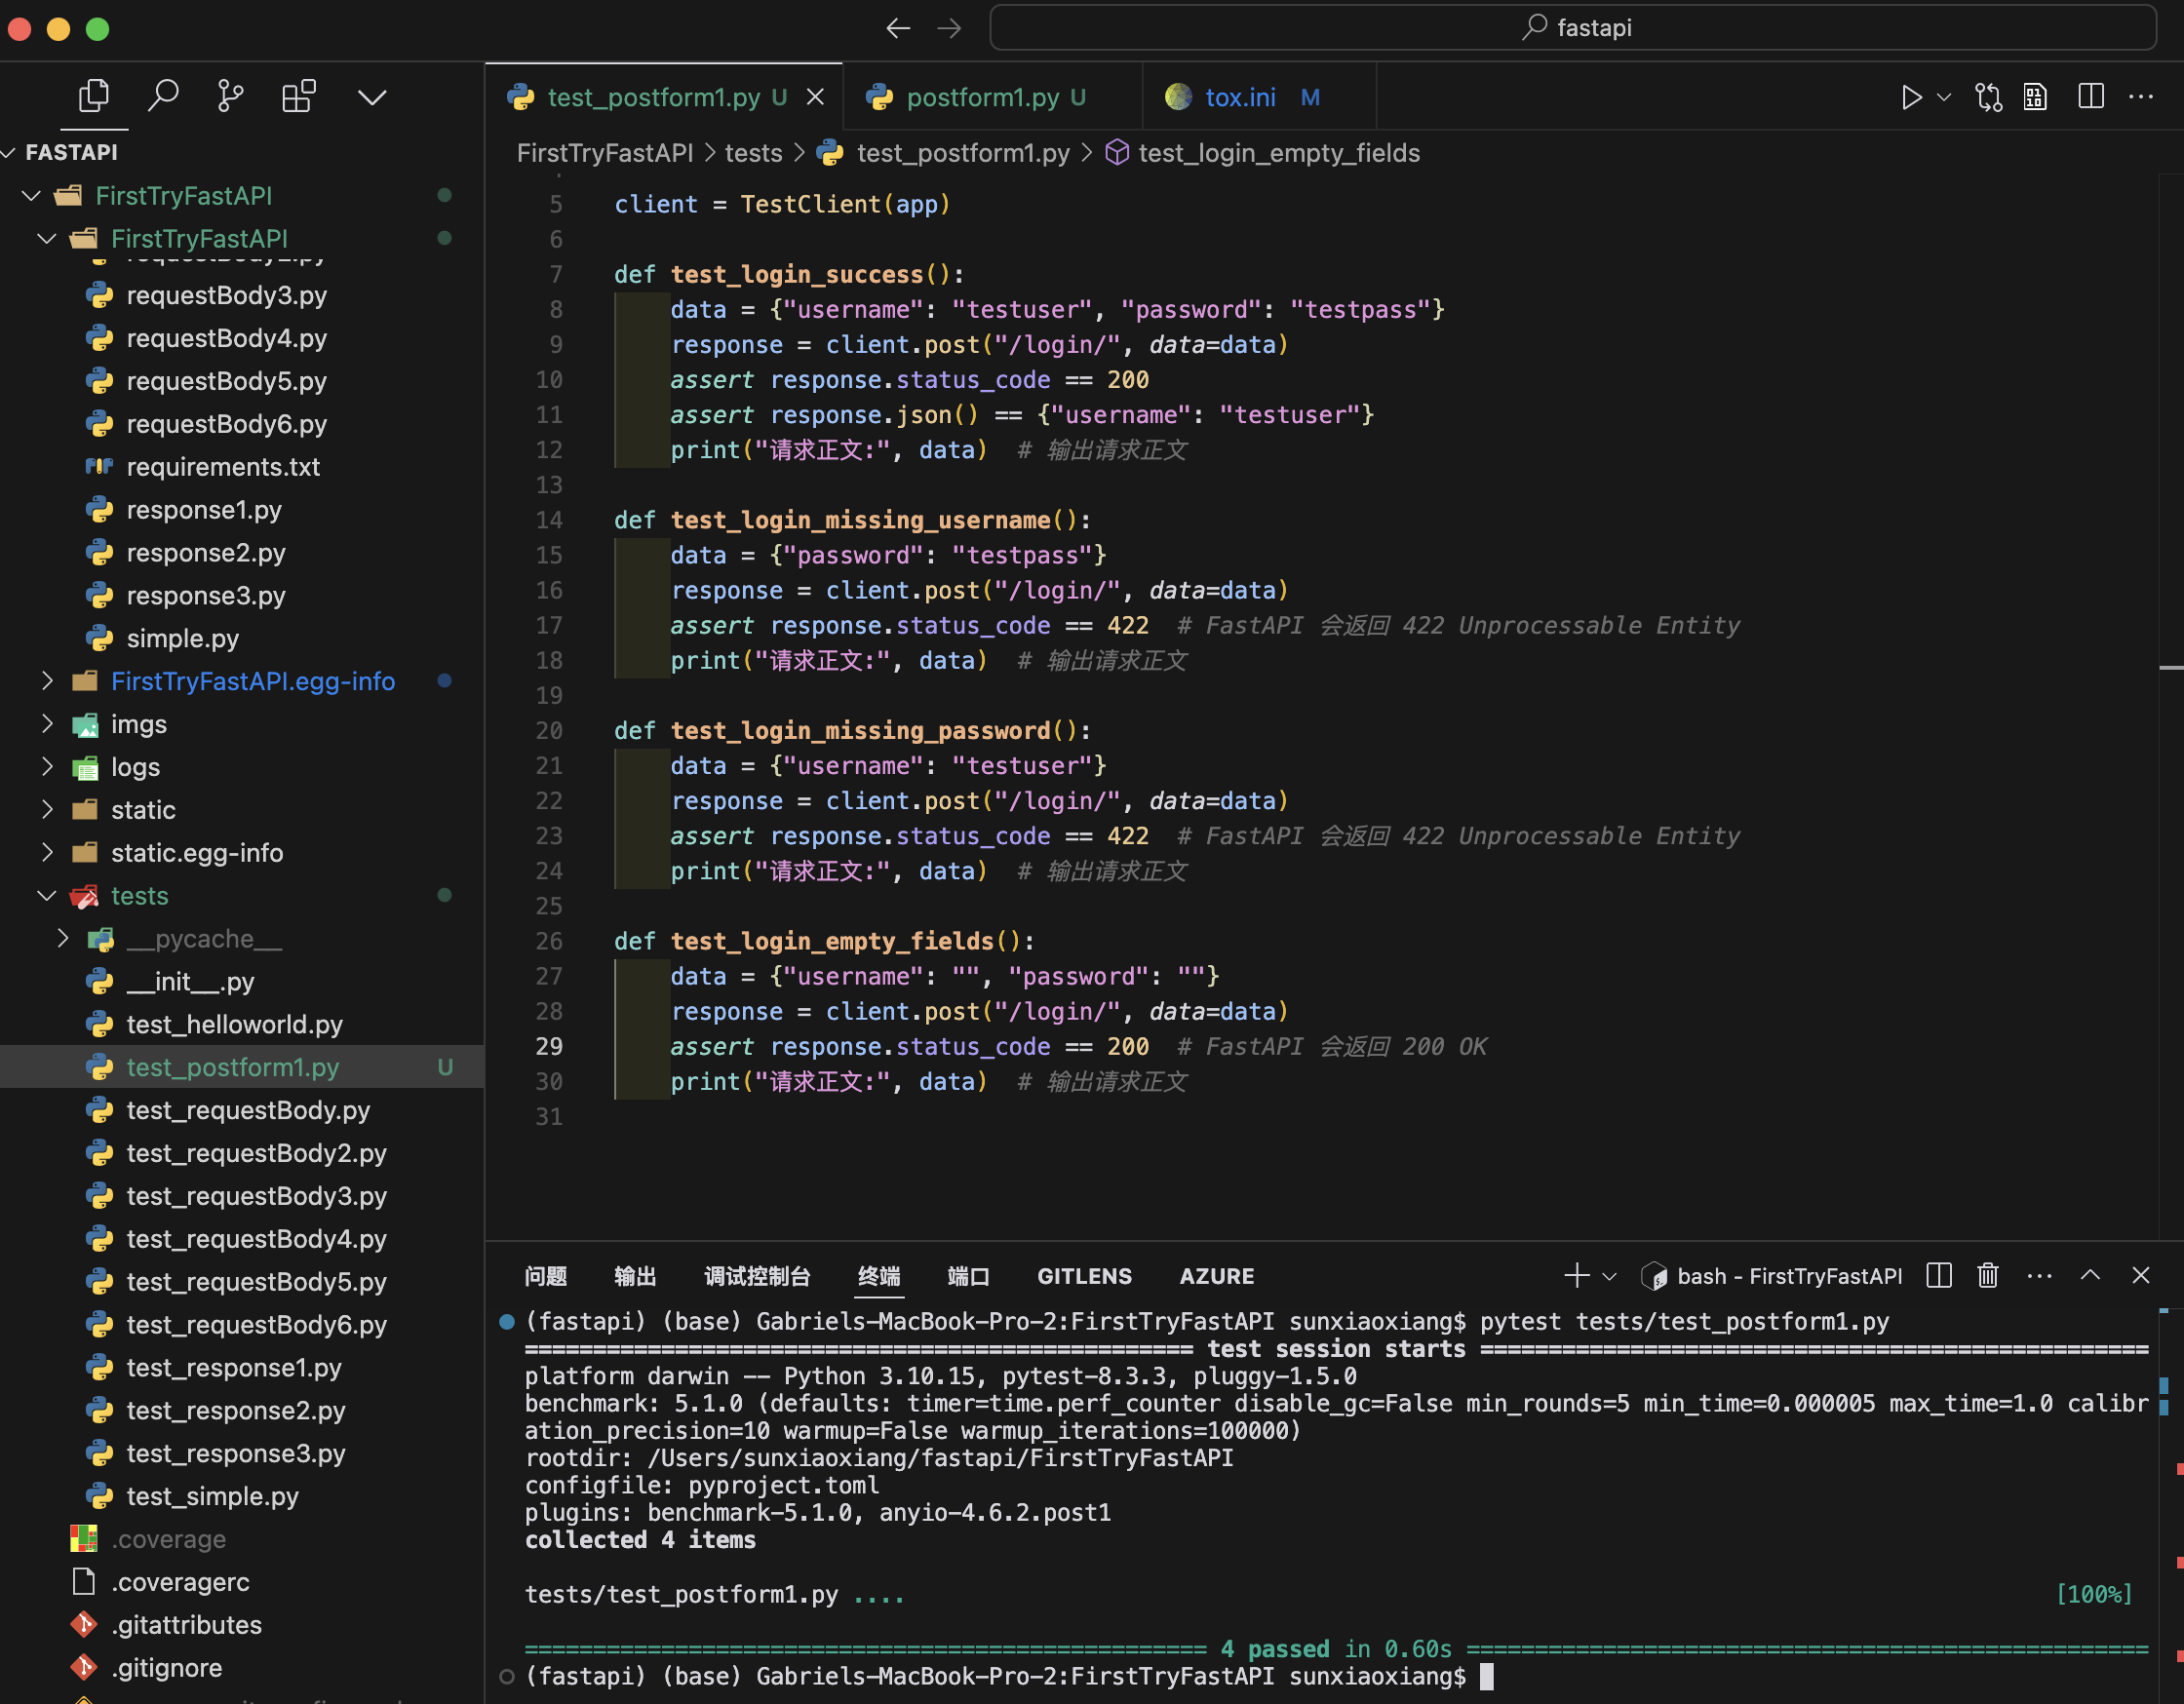 fastapi
FASTAPI
FirstTryFastAPI
FirstTryFastAPI
requestBody3.py
requestBody4.py
requestBody5.py
requestBody6.py
requirements.txt
response1.py
response2.py
response3.py
simple.py
FirstTryFastAPI.egg-info
imgs
logs
static
static.egg-info
tests
__pycache__
__init__.py
test_helloworld.py
test_postform1.py U
test_requestBody.py
test_requestBody2.py
test_requestBody3.py
test_requestBody4.py
test_requestBody5.py
test_requestBody6.py
test_response1.py
test_response2.py
test_response3.py
test_simple.py
.coverage
.coveragerc
.gitattributes
.gitignore
test_postform1.py U postform1.py U tox.ini M
FirstTryFastAPI > tests > test_postform1.py > test_login_empty_fields
5 client = TestClient(app)
6
7 def test_login_success():
8     data = {"username": "testuser", "password": "testpass"}
9     response = client.post("/login/", data=data)
10     assert response.status_code == 200
11     assert response.json() == {"username": "testuser"}
12     print("请求正文:", data)  # 输出请求正文
13
14 def test_login_missing_username():
15     data = {"password": "testpass"}
16     response = client.post("/login/", data=data)
17     assert response.status_code == 422  # FastAPI 会返回 422 Unprocessable Entity
18     print("请求正文:", data)  # 输出请求正文
19
20 def test_login_missing_password():
21     data = {"username": "testuser"}
22     response = client.post("/login/", data=data)
23     assert response.status_code == 422  # FastAPI 会返回 422 Unprocessable Entity
24     print("请求正文:", data)  # 输出请求正文
25
26 def test_login_empty_fields():
27     data = {"username": "", "password": ""}
28     response = client.post("/login/", data=data)
29     assert response.status_code == 200  # FastAPI 会返回 200 OK
30     print("请求正文:", data)  # 输出请求正文
31
问题 输出 调试控制台 终端 端口 GITLENS AZURE bash - FirstTryFastAPI
(fastapi) (base) Gabriels-MacBook-Pro-2:FirstTryFastAPI sunxiaoxiang$ pytest tests/test_postform1.py
================================================= test session starts =================================================
platform darwin -- Python 3.10.15, pytest-8.3.3, pluggy-1.5.0
benchmark: 5.1.0 (defaults: timer=time.perf_counter disable_gc=False min_rounds=5 min_time=0.000005 max_time=1.0 calibr
ation_precision=10 warmup=False warmup_iterations=100000)
rootdir: /Users/sunxiaoxiang/fastapi/FirstTryFastAPI
configfile: pyproject.toml
plugins: benchmark-5.1.0, anyio-4.6.2.post1
collected 4 items
tests/test_postform1.py .... [100%]
================================================== 4 passed in 0.60s ==================================================
(fastapi) (base) Gabriels-MacBook-Pro-2:FirstTryFastAPI sunxiaoxiang$